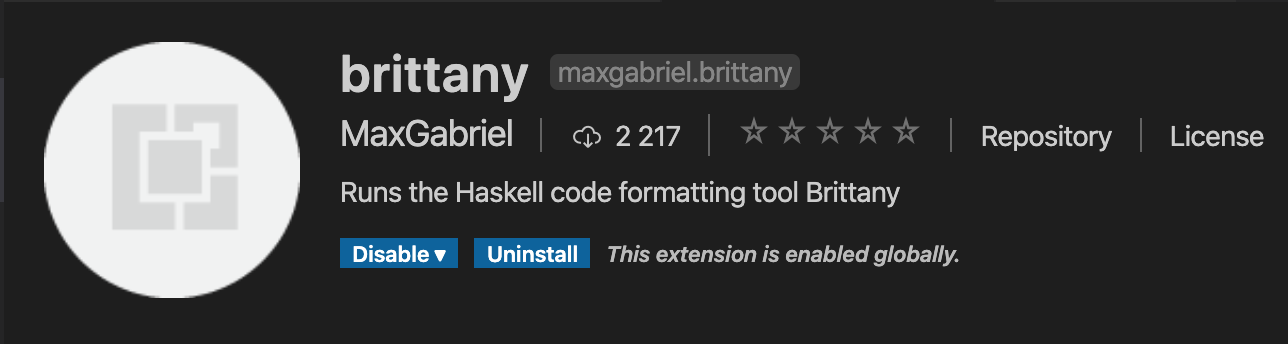 brittany maxgabriel.brittany
MaxGabriel 2 217 Repository License
Runs the Haskell code formatting tool Brittany
Disable Uninstall This extension is enabled globally.